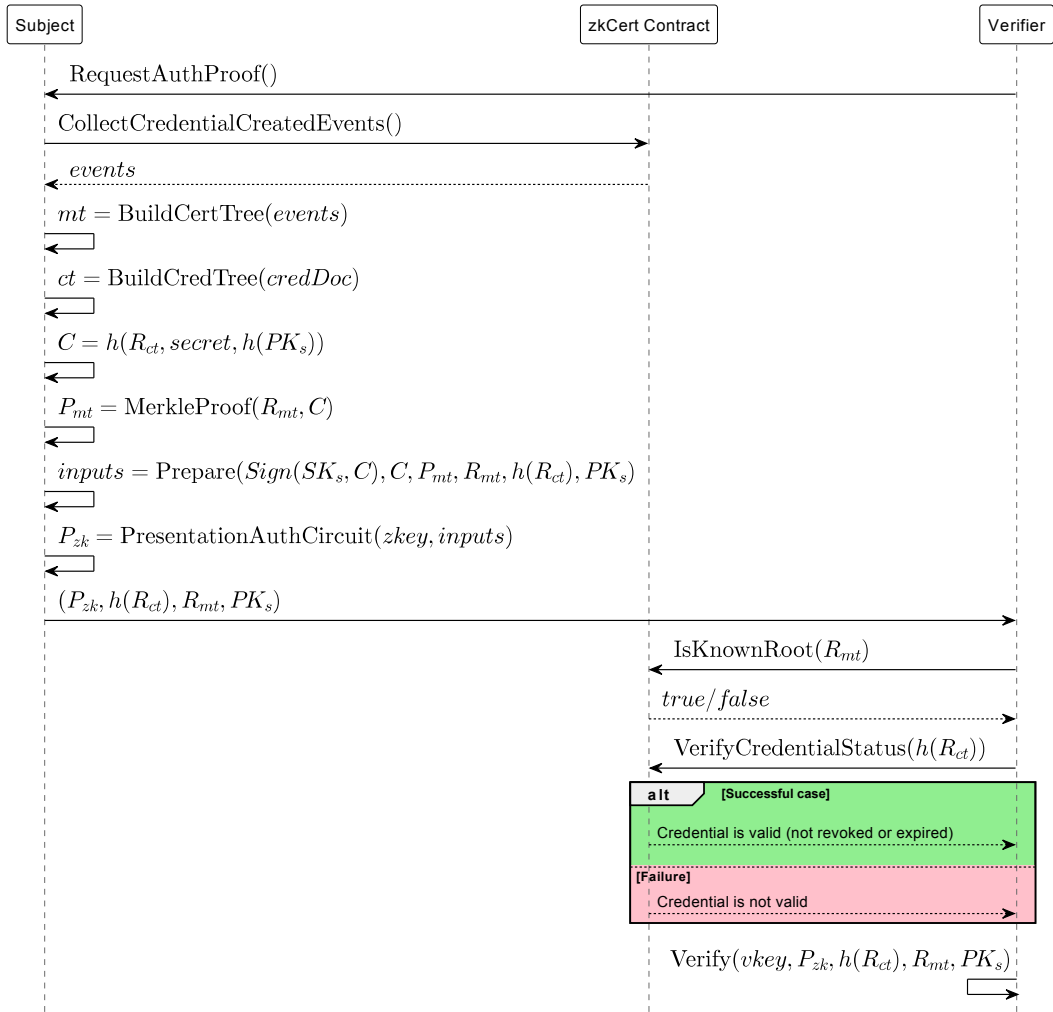 Subject
zkCert Contract
Verifier
RequestAuthProof()
CollectCredentialCreatedEvents()
events
mt = BuildCertTree(events)
ct = BuildCredTree(credDoc)
C = h(R_ct, secret, h(PK_s))
P_mt = MerkleProof(R_mt, C)
inputs = Prepare(Sign(SK_s, C), C, P_mt, R_mt, h(R_ct), PK_s)
P_zk = PresentationAuthCircuit(zkey, inputs)
(P_zk, h(R_ct), R_mt, PK_s)
IsKnownRoot(R_mt)
true/false
VerifyCredentialStatus(h(R_ct))
alt [Successful case]
Credential is valid (not revoked or expired)
[Failure]
Credential is not valid
Verify(vkey, P_zk, h(R_ct), R_mt, PK_s)